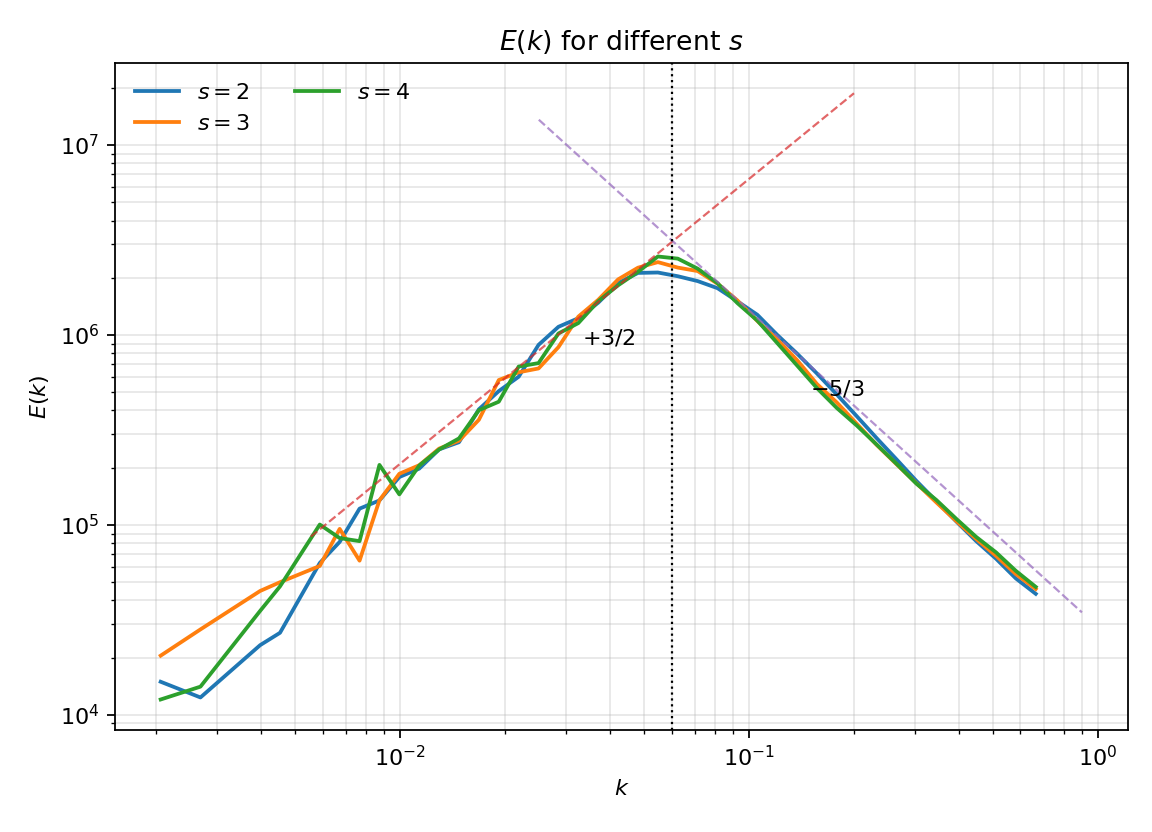 E(k) for different s
s = 2
s = 3
s = 4
10⁷
10⁶
10⁵
10⁴
E(k)
+3/2
−5/3
10⁻²
10⁻¹
10⁰
k